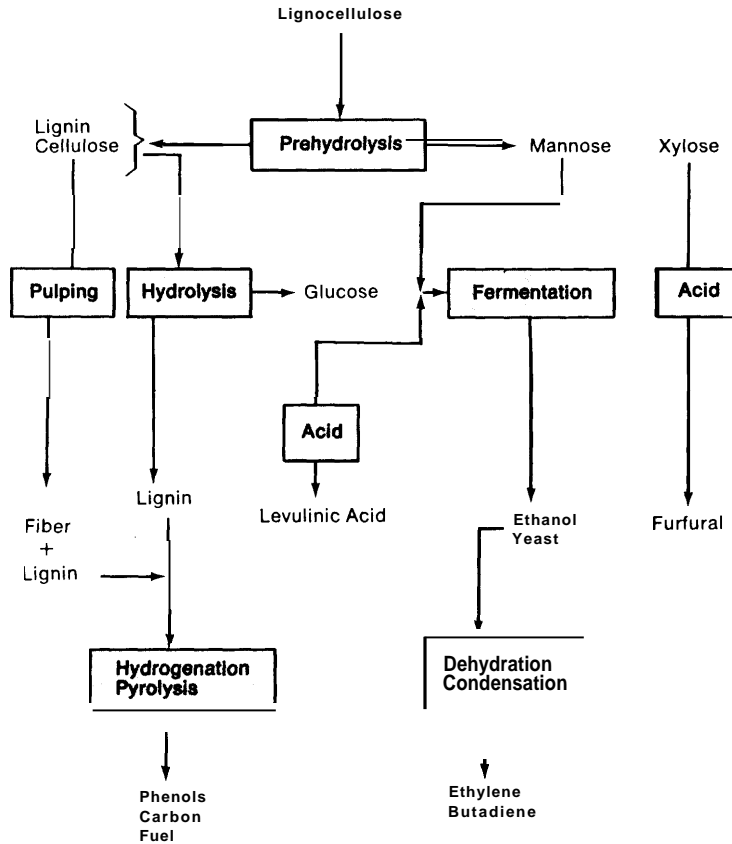 Lignocellulose
Lignin
Cellulose
Prehydrolysis
Mannose
Xylose
Pulping
Hydrolysis
Glucose
Fermentation
Acid
Acid
Lignin
Levulinic Acid
Ethanol
Yeast
Furfural
Fiber
+
Lignin
Hydrogenation
Pyrolysis
Dehydration
Condensation
Phenols
Carbon
Fuel
Ethylene
Butadiene